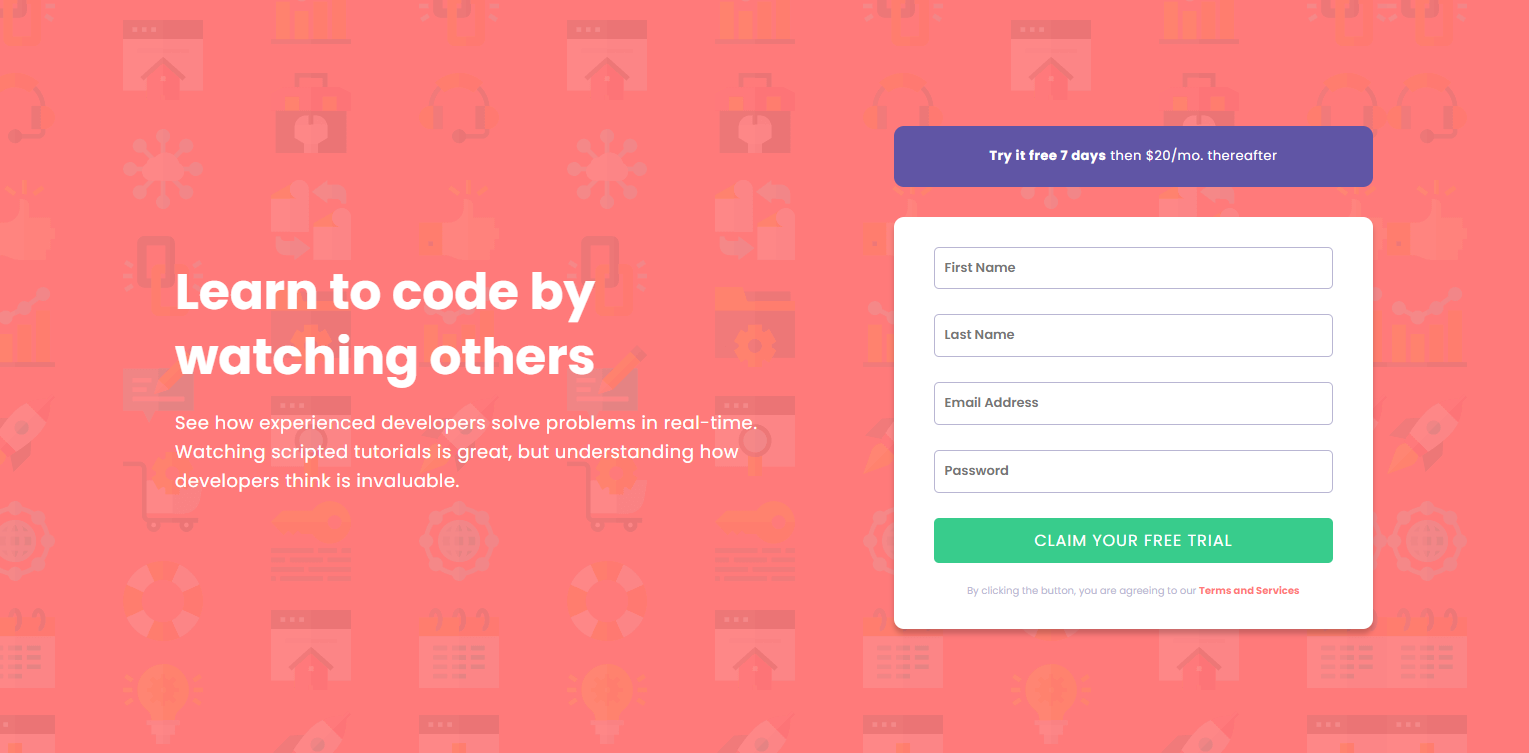 Learn to code by
watching others
See how experienced developers solve problems in real-time.
Watching scripted tutorials is great, but understanding how
developers think is invaluable.
Try it free 7 days then $20/mo. thereafter
First Name
Last Name
Email Address
Password
CLAIM YOUR FREE TRIAL
By clicking the button, you are agreeing to our Terms and Services